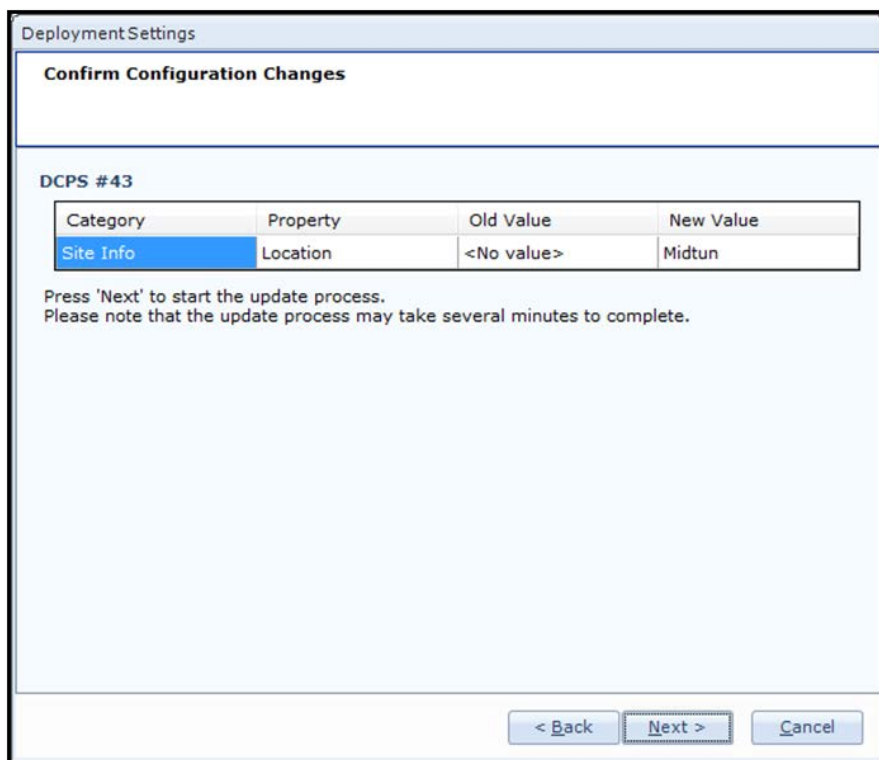 Deployment Settings
Confirm Configuration Changes
DCPS #43
Category Property Old Value New Value
Site Info Location <No value> Midtun
Press 'Next' to start the update process.
Please note that the update process may take several minutes to complete.
< Back Next > Cancel